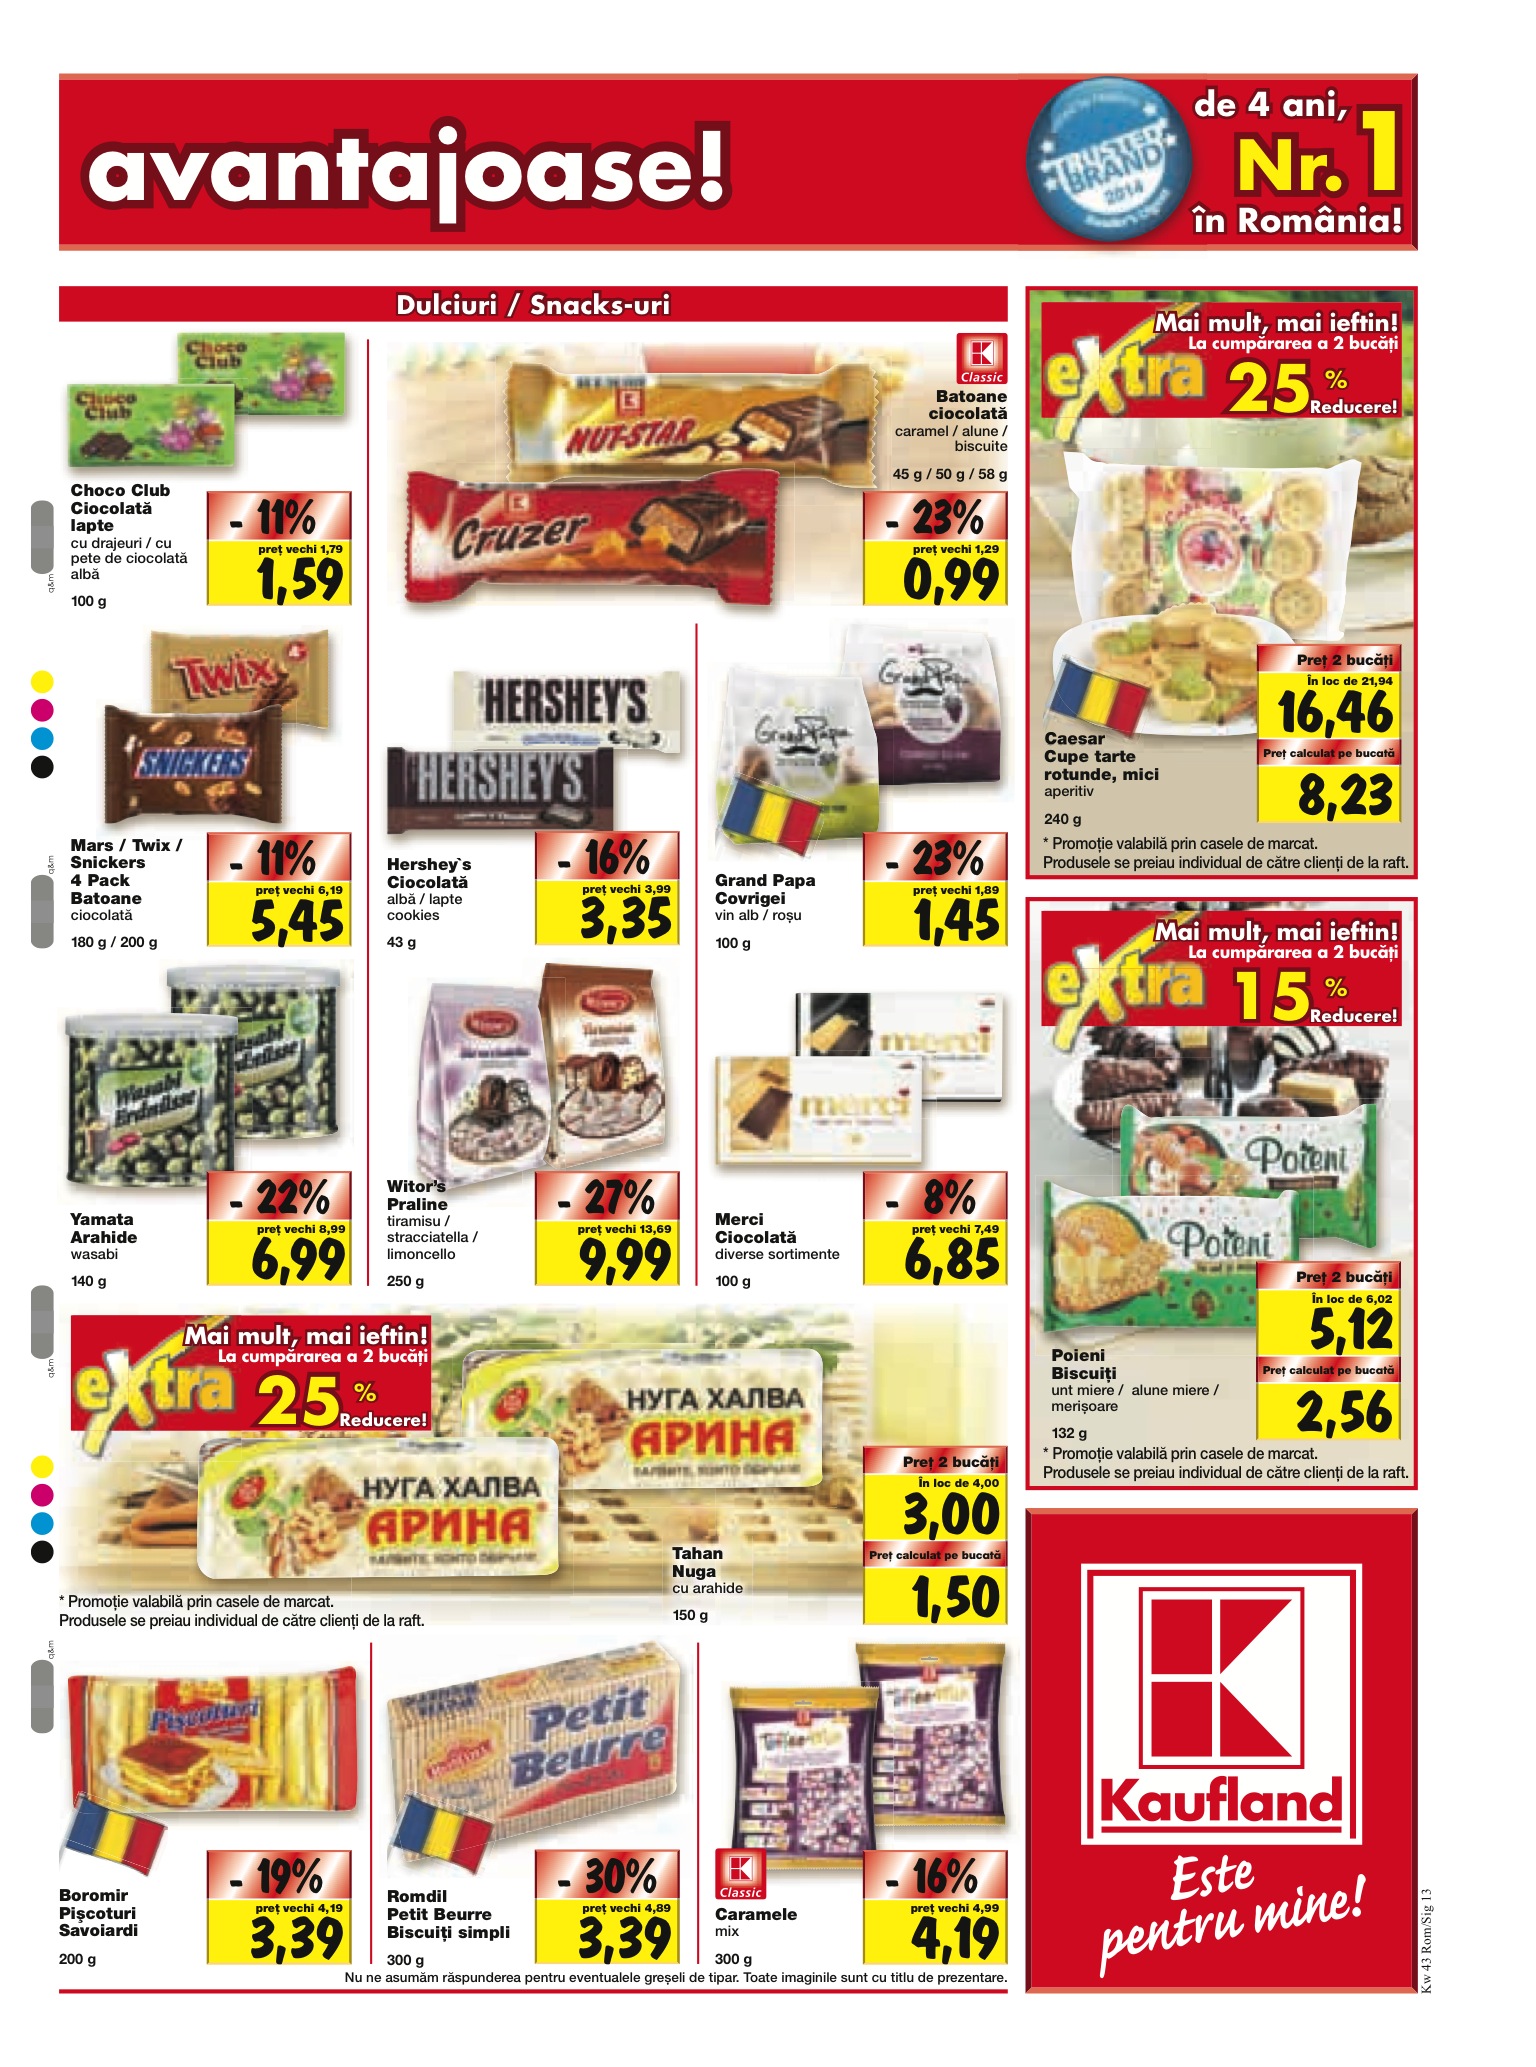 avantajoase!
TRUSTED
BRAND
2014
de 4 ani,
Nr. 1
în România!
Dulciuri / Snacks-uri
Choco
Club
Choco
Club
Choco Club
Ciocolată
lapte
cu drajeuri / cu
pete de ciocolată
albă
100 g
- 11%
preț vechi 1,79
1,59
NUT-STAR
Cruzer
Classic
Batoane
ciocolată
caramel / alune /
biscuite
45 g / 50 g / 58 g
- 23%
preț vechi 1,29
0,99
TWIX
SNICKERS
Mars / Twix /
Snickers
4 Pack
Batoane
ciocolată
180 g / 200 g
- 11%
preț vechi 6,19
5,45
HERSHEY'S
HERSHEY'S
Hershey`s
Ciocolată
albă / lapte
cookies
43 g
- 16%
preț vechi 3,99
3,35
Grand Papa
Grand Papa
Grand Papa
Covrigei
vin alb / roșu
100 g
- 23%
preț vechi 1,89
1,45
Wasabi
Erdnüsse
Wasabi
Erdnüsse
Yamata
Arahide
wasabi
140 g
- 22%
preț vechi 8,99
6,99
Witor's
Praline
tiramisu /
stracciatella /
limoncello
250 g
- 27%
preț vechi 13,69
9,99
merci
merci
Merci
Ciocolată
diverse sortimente
100 g
- 8%
preț vechi 7,49
6,85
extra
Mai mult, mai ieftin!
La cumpărarea a 2 bucăți
25 %
Reducere!
НУГА ХАЛВА
АРИНА
НУГА ХАЛВА
АРИНА
Tahan
Nuga
cu arahide
150 g
Preț 2 bucăți
În loc de 4,00
3,00
Preț calculat pe bucată
1,50
* Promoție valabilă prin casele de marcat.
Produsele se preiau individual de către clienți de la raft.
Pișcoturi
Boromir
Pișcoturi
Savoiardi
200 g
- 19%
preț vechi 4,19
3,39
Petit
Beurre
Romdil
Petit Beurre
Biscuiți simpli
300 g
- 30%
preț vechi 4,89
3,39
Classic
Caramele
mix
300 g
- 16%
preț vechi 4,99
4,19
Nu ne asumăm răspunderea pentru eventualele greșeli de tipar. Toate imaginile sunt cu titlu de prezentare.
extra
Mai mult, mai ieftin!
La cumpărarea a 2 bucăți
25 %
Reducere!
Caesar
Cupe tarte
rotunde, mici
aperitiv
240 g
Preț 2 bucăți
În loc de 21,94
16,46
Preț calculat pe bucată
8,23
* Promoție valabilă prin casele de marcat.
Produsele se preiau individual de către clienți de la raft.
extra
Mai mult, mai ieftin!
La cumpărarea a 2 bucăți
15 %
Reducere!
Poieni
Poieni
Poieni
Biscuiți
unt miere / alune miere /
merișoare
132 g
Preț 2 bucăți
În loc de 6,02
5,12
Preț calculat pe bucată
2,56
* Promoție valabilă prin casele de marcat.
Produsele se preiau individual de către clienți de la raft.
Kaufland
Este
pentru mine!
Kw 43 Rom/Sig 13
q&m
q&m
q&m
q&m